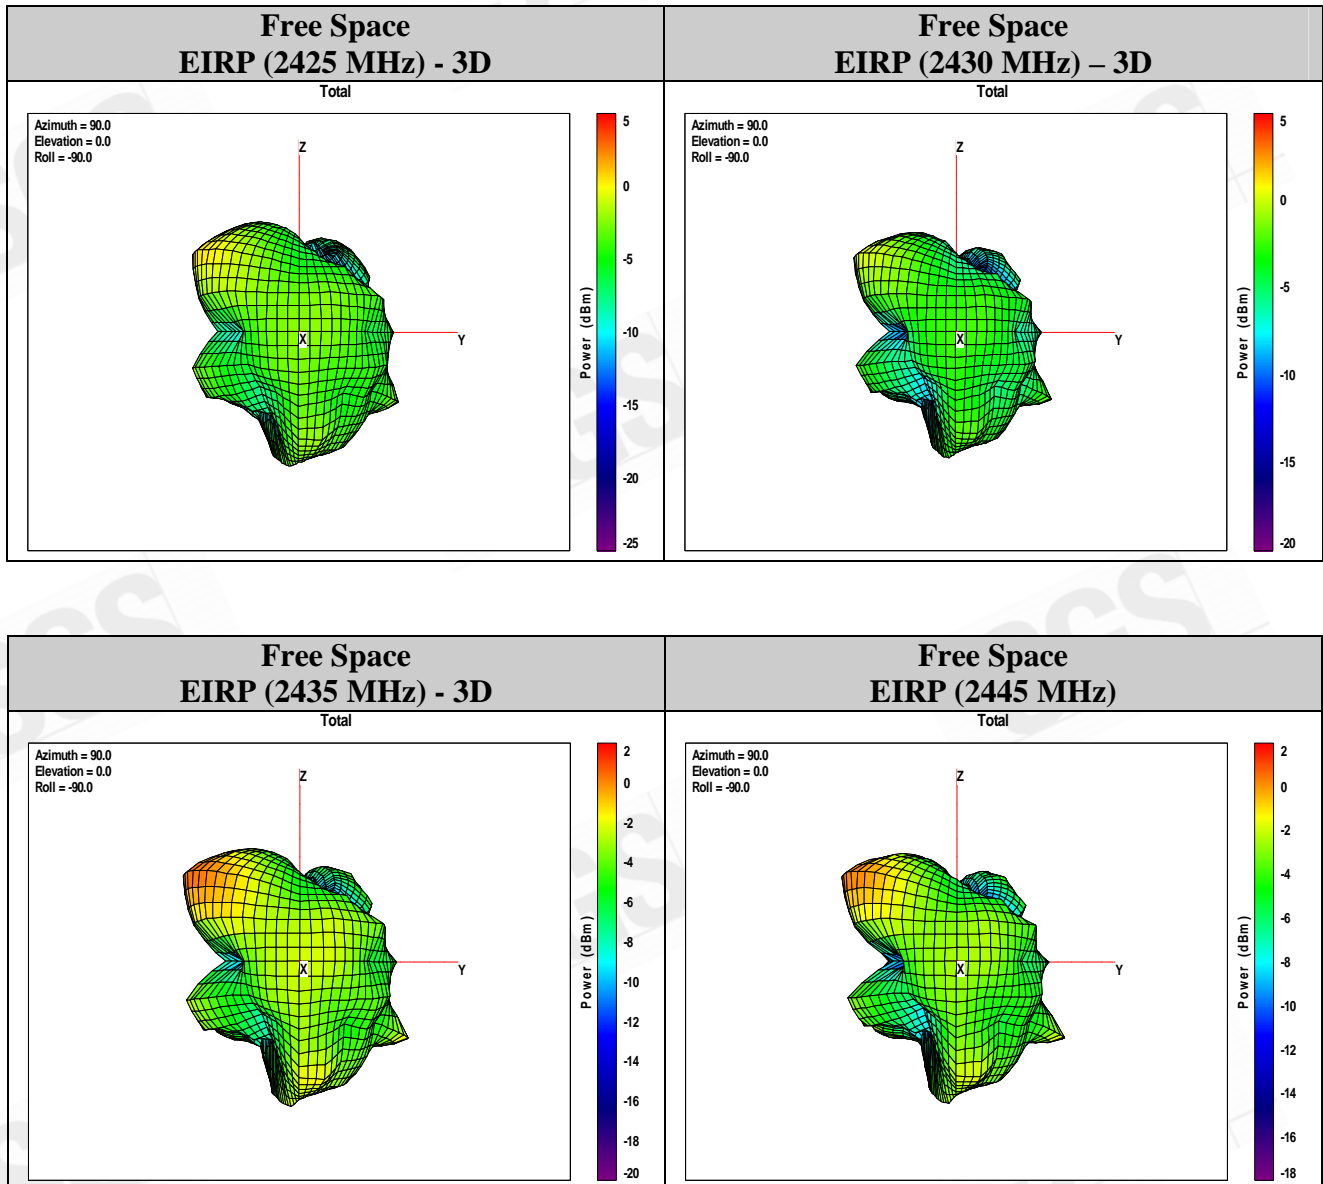 Free Space
EIRP (2425 MHz) - 3D
Total
Azimuth = 90.0
Elevation = 0.0
Roll = -90.0
Z
X
Y
5
0
-5
-10
-15
-20
-25
Power (dBm)
Free Space
EIRP (2430 MHz) – 3D
Total
Azimuth = 90.0
Elevation = 0.0
Roll = -90.0
Z
X
Y
5
0
-5
-10
-15
-20
Power (dBm)
Free Space
EIRP (2435 MHz) - 3D
Total
Azimuth = 90.0
Elevation = 0.0
Roll = -90.0
Z
X
Y
2
0
-2
-4
-6
-8
-10
-12
-14
-16
-18
-20
Power (dBm)
Free Space
EIRP (2445 MHz)
Total
Azimuth = 90.0
Elevation = 0.0
Roll = -90.0
Z
X
Y
2
0
-2
-4
-6
-8
-10
-12
-14
-16
-18
Power (dBm)